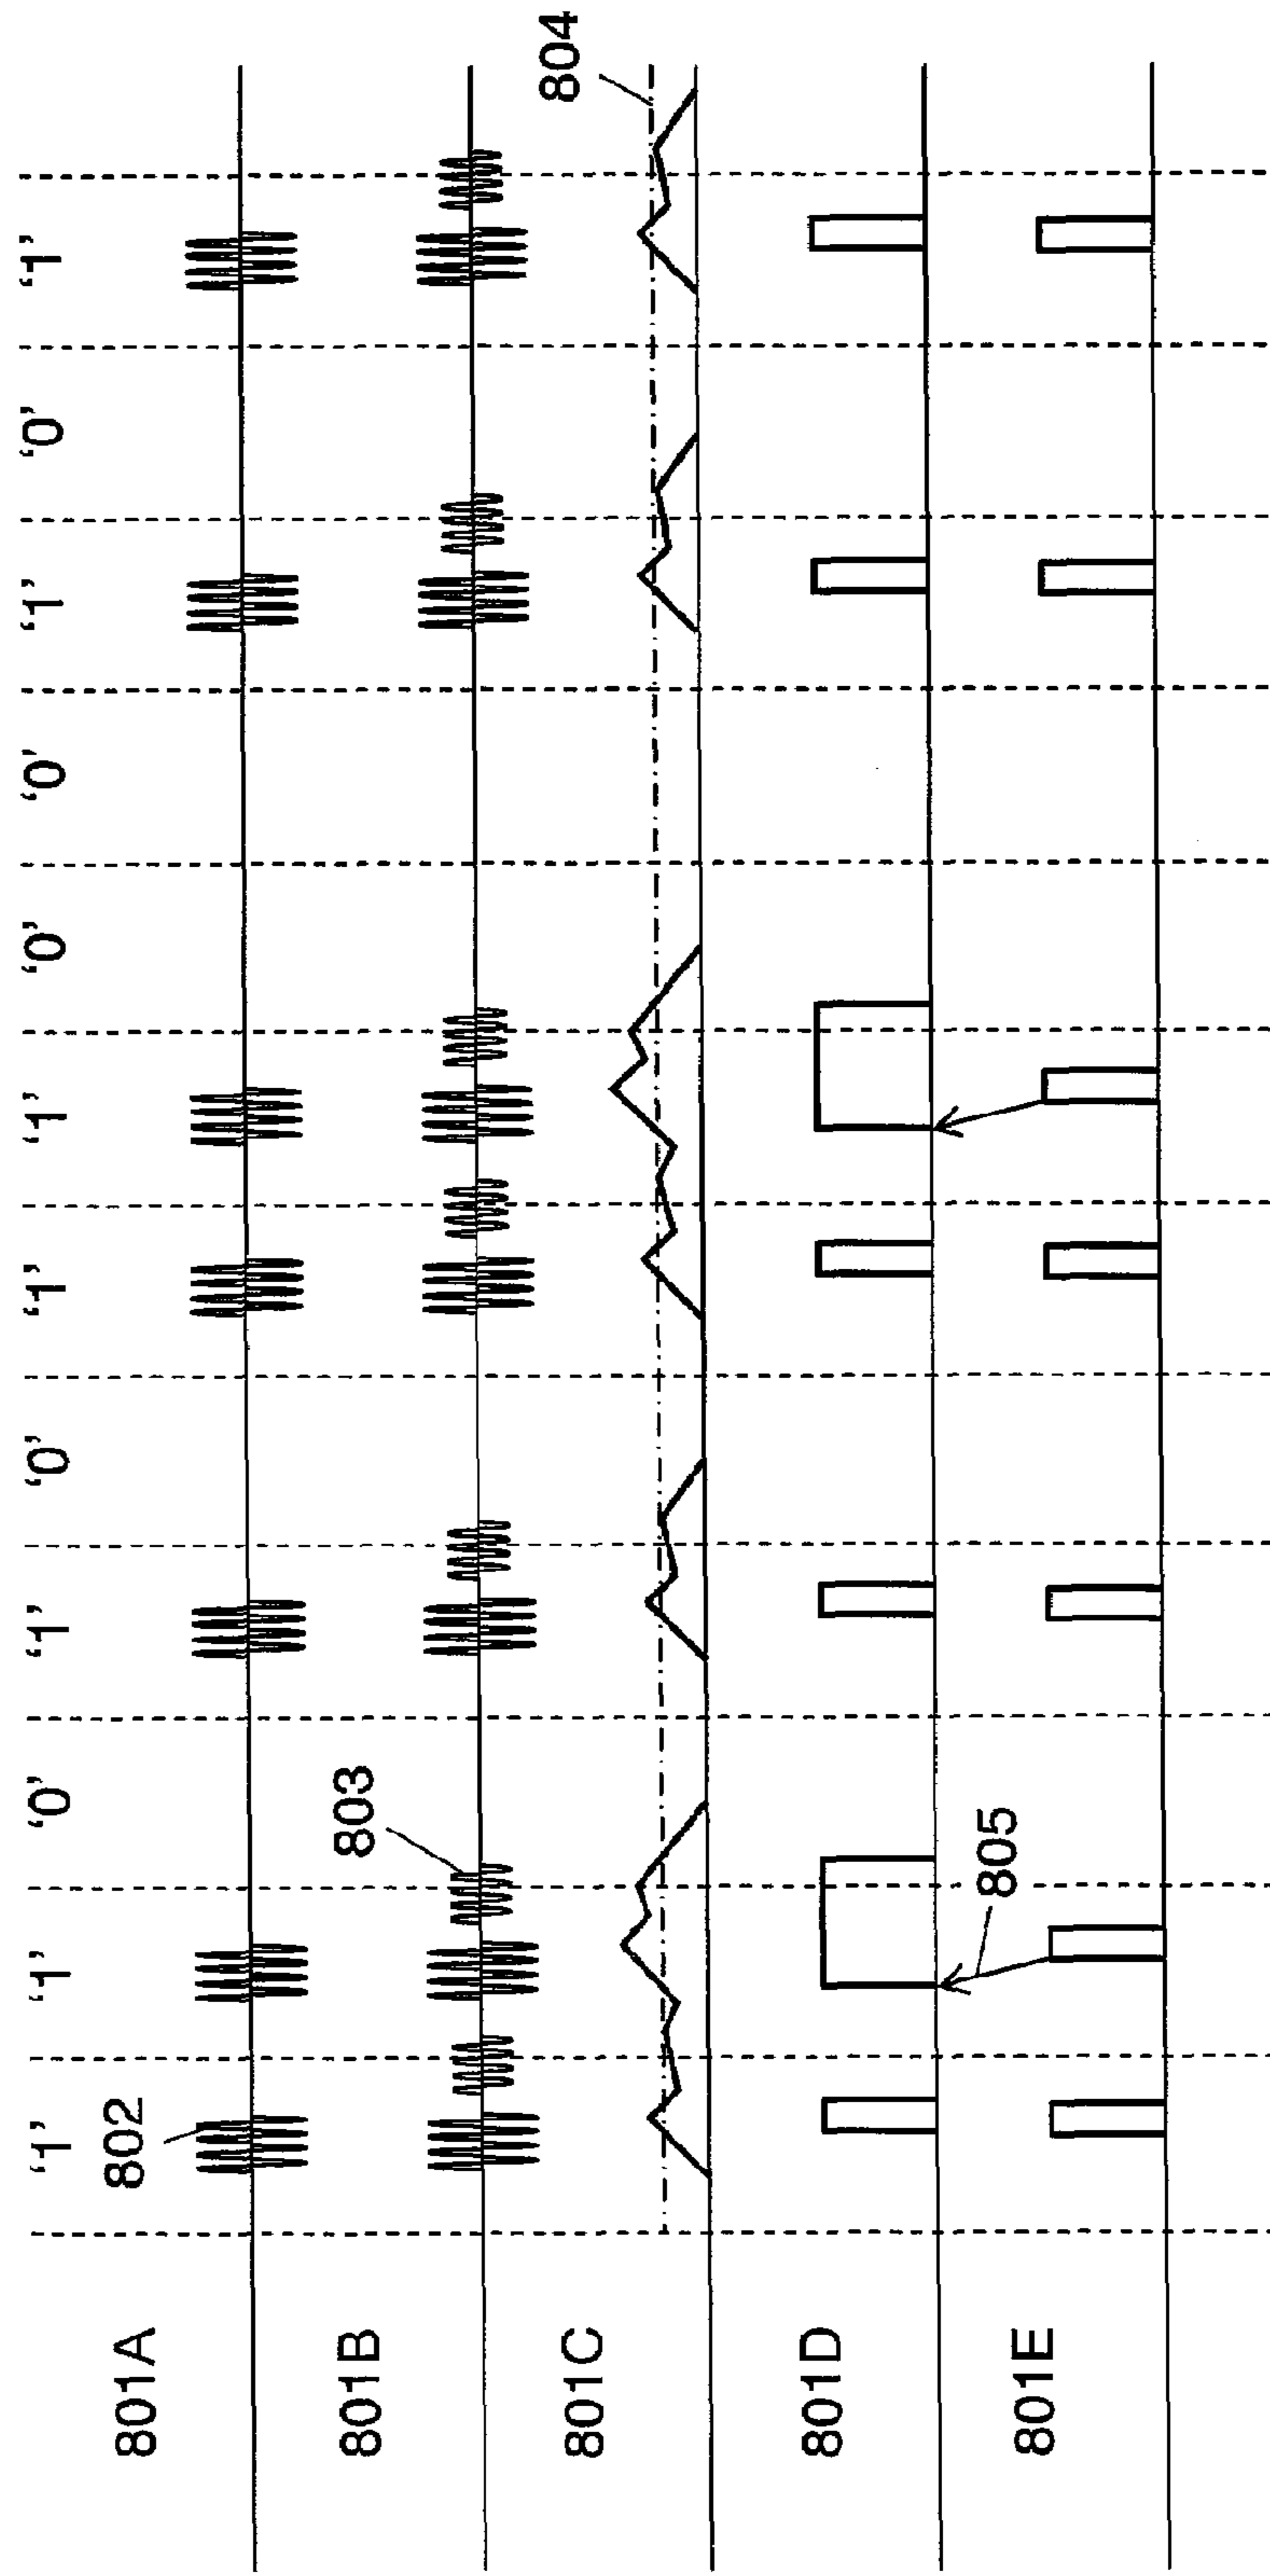 ‘1’ ‘1’ ‘0’ ‘1’ ‘0’ ‘1’ ‘1’ ‘0’ ‘0’ ‘1’ ‘0’ ‘1’
801A 802
801B 803
801C 804
801D
801E 805